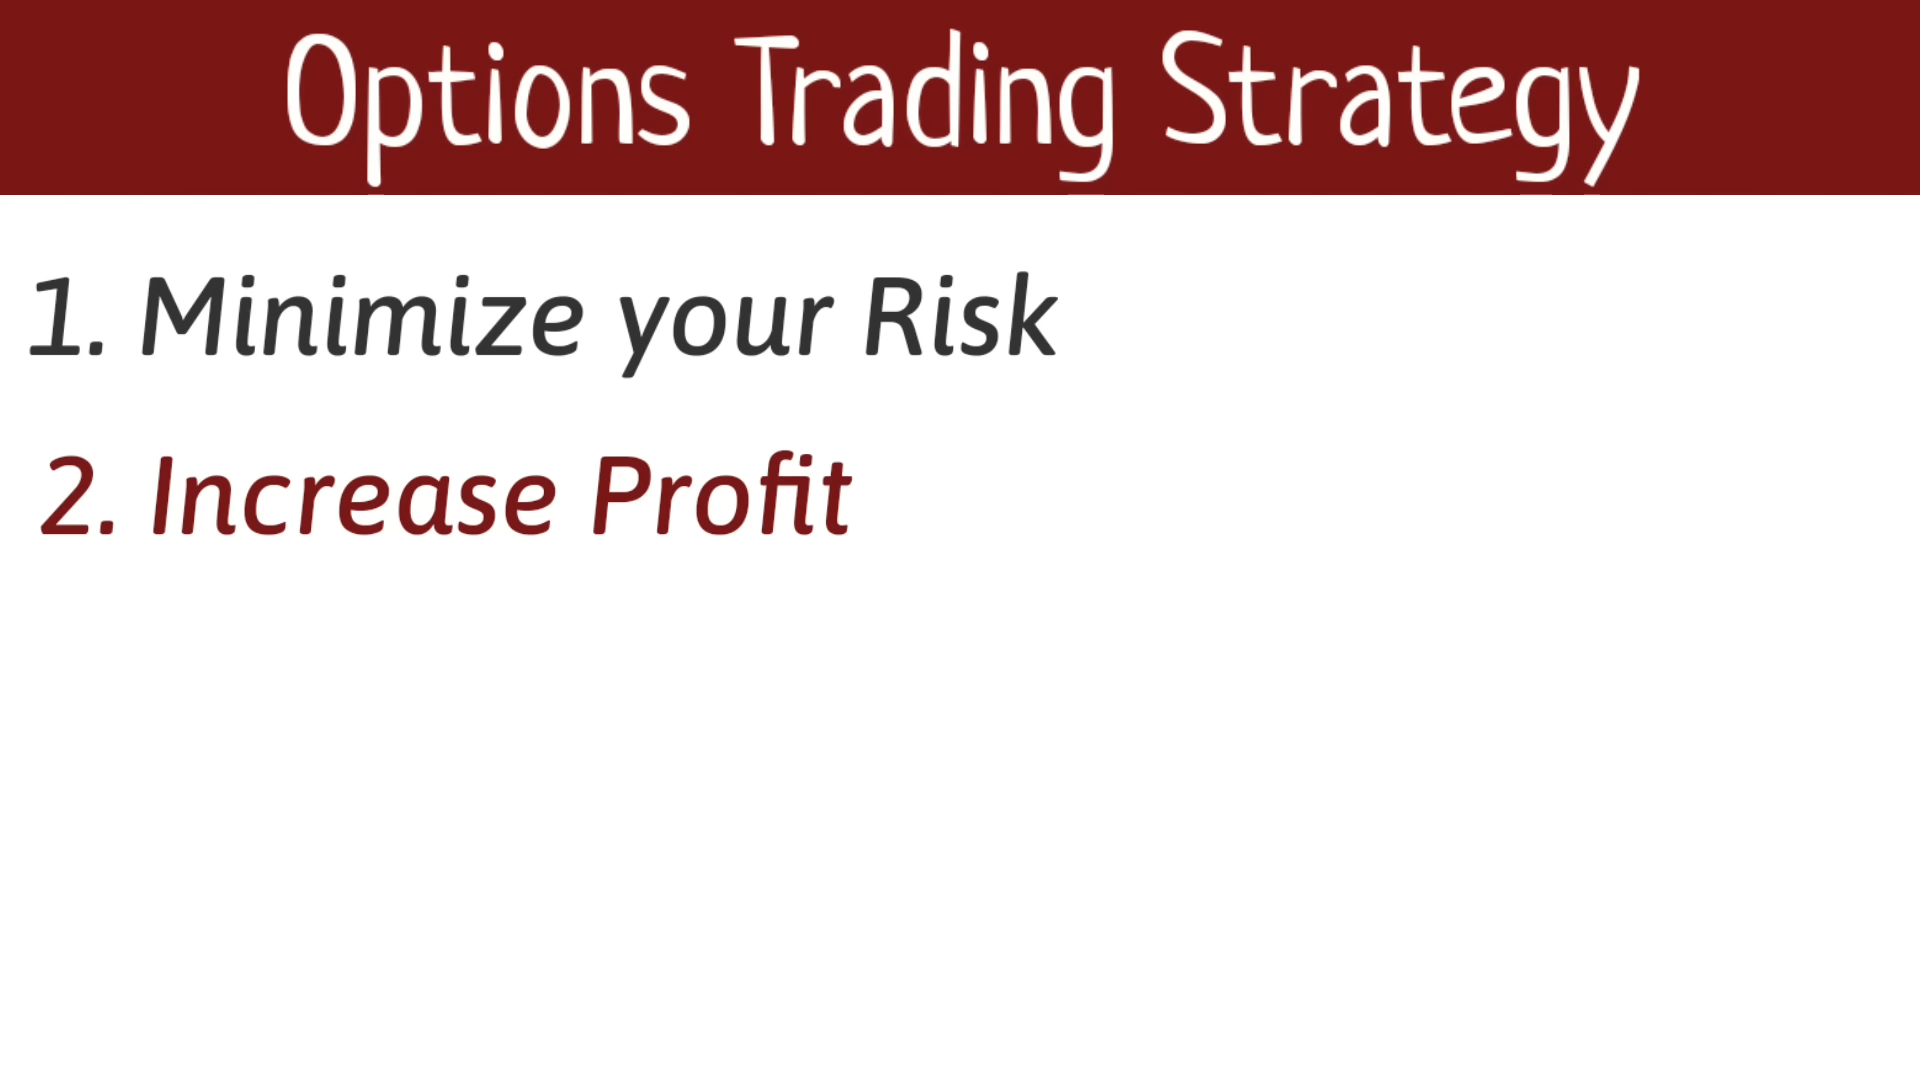 Options Trading Strategy
1. Minimize your Risk
2. Increase Profit